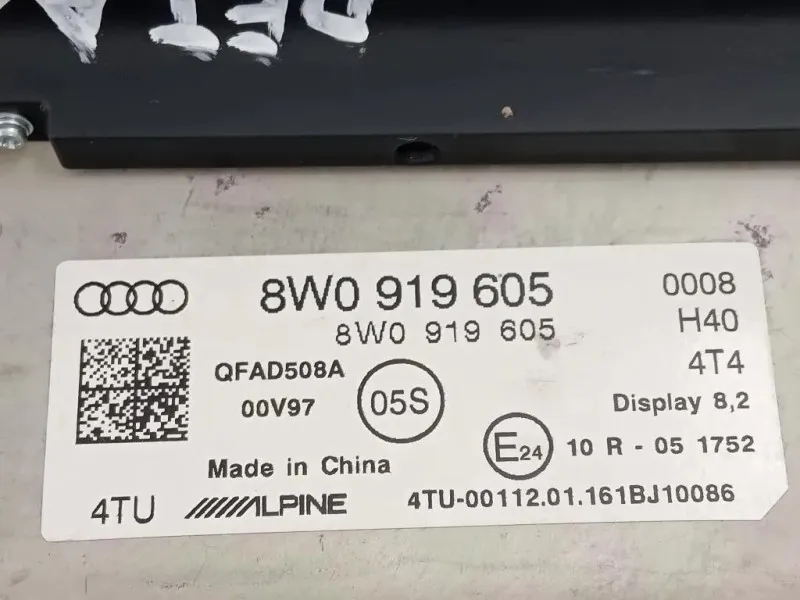 8W0 919 605
8W0 919 605
0008
H40
4T4
QFAD508A
00V97
05S
Display 8,2
E24
10 R - 05 1752
Made in China
4TU
ALPINE
4TU-00112.01.161BJ10086